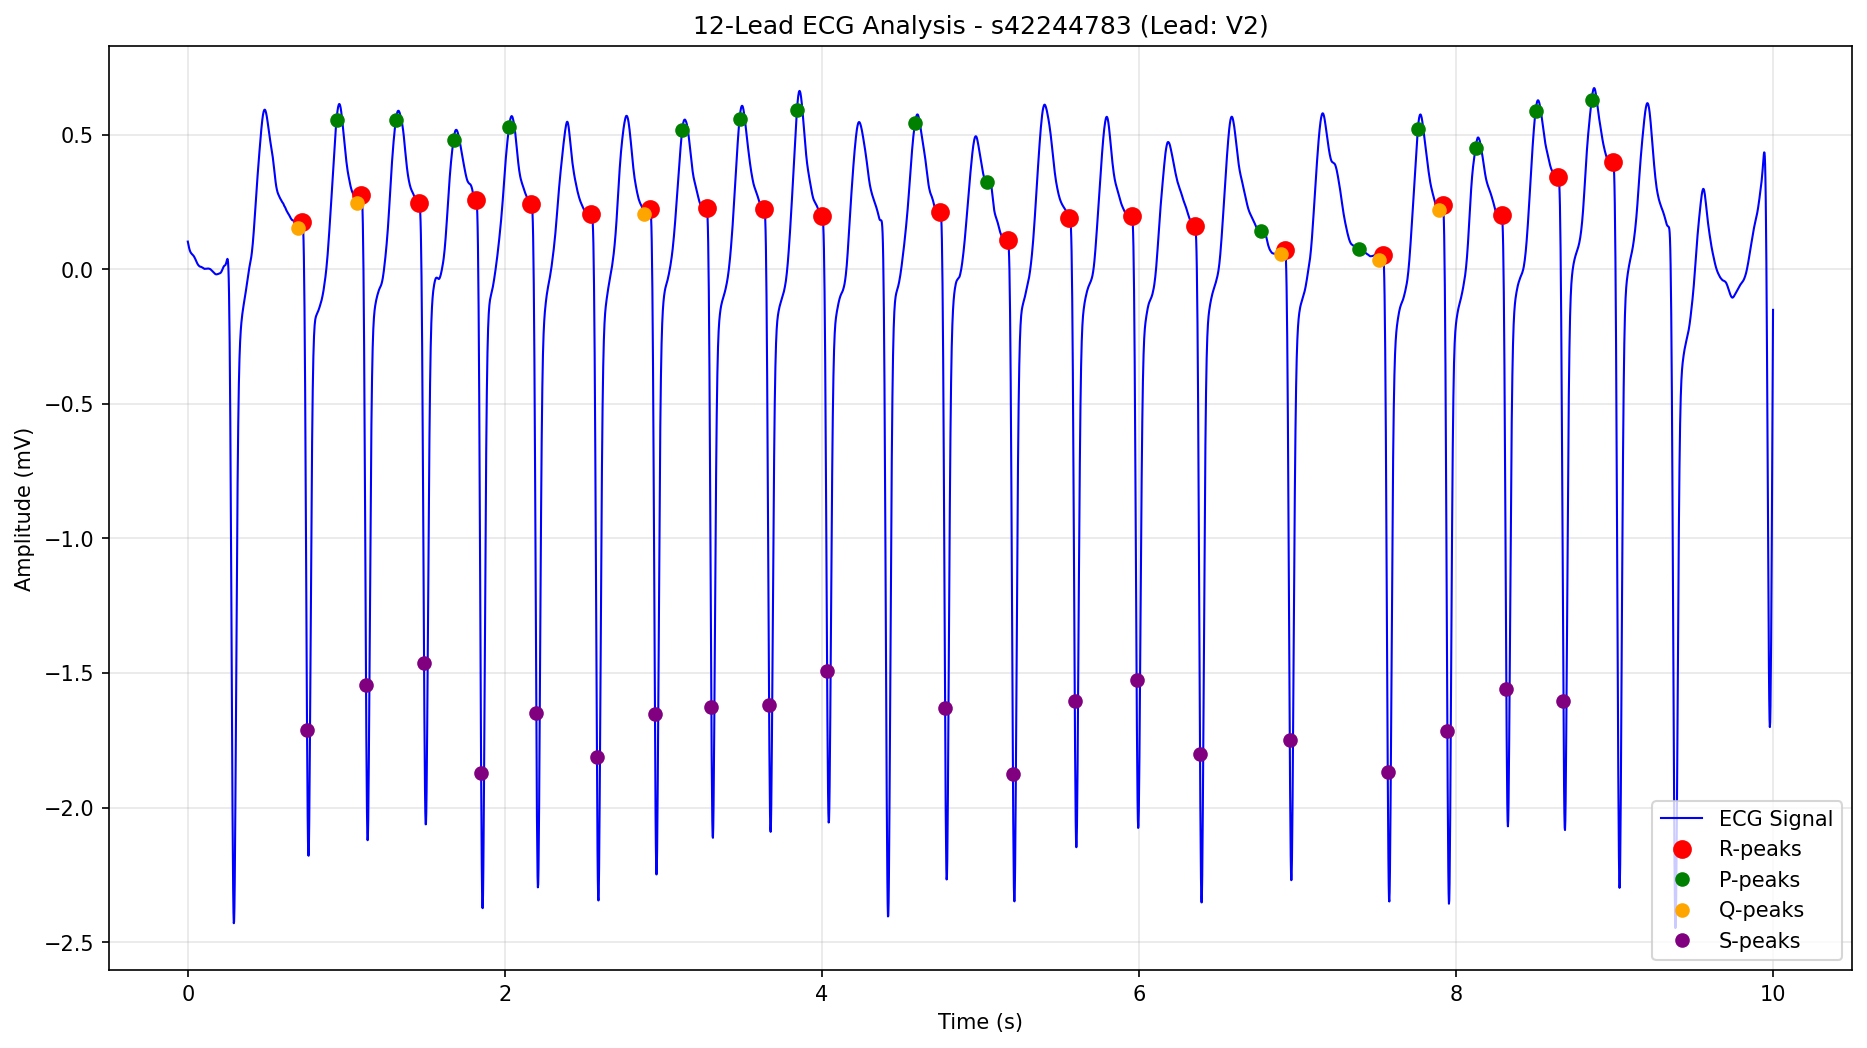 12-Lead ECG Analysis - s42244783 (Lead: V2)
0.5
0.0
−0.5
−1.0
−1.5
−2.0
−2.5
Amplitude (mV)
0 2 4 6 8 10
Time (s)
ECG Signal
R-peaks
P-peaks
Q-peaks
S-peaks